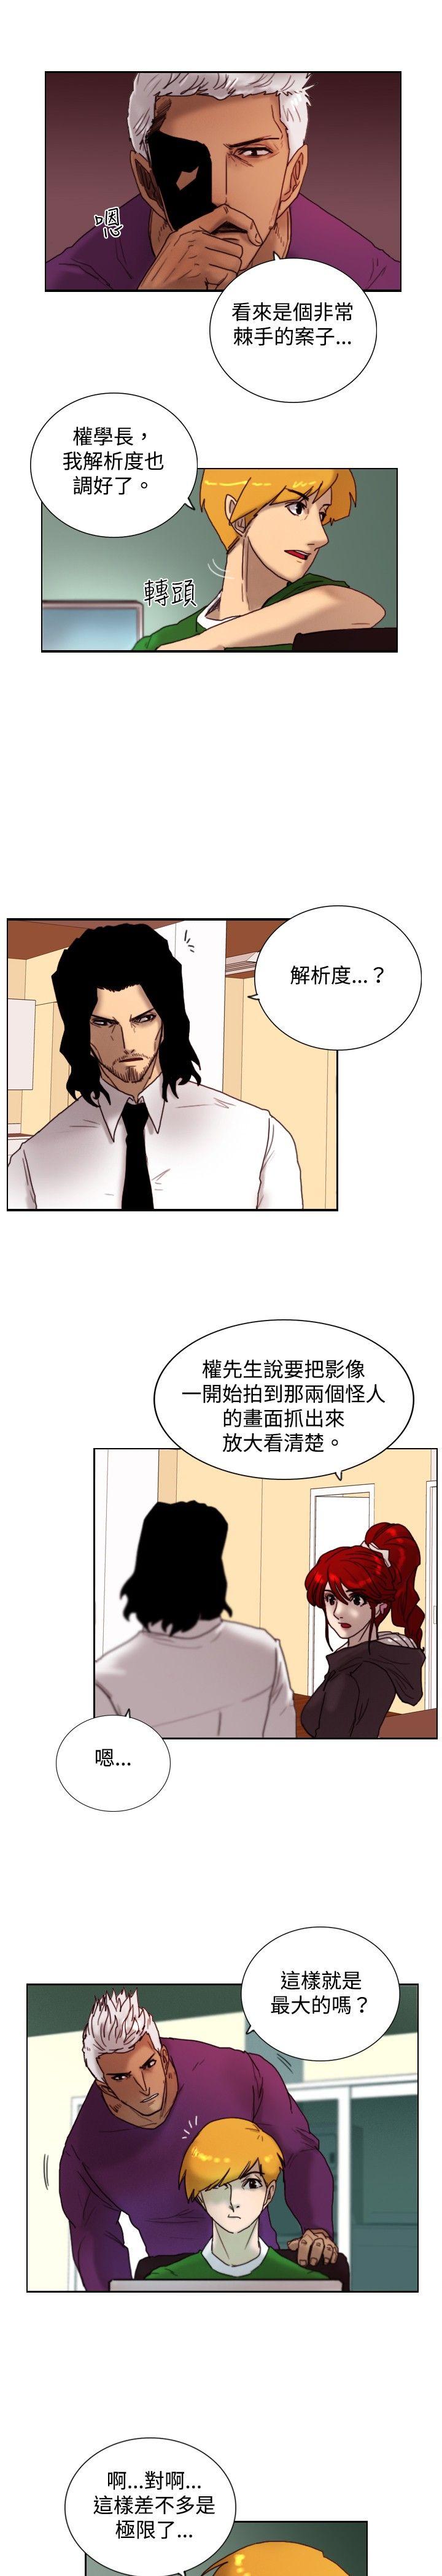 嗯
看來是個非常
棘手的案子...
權學長，
我解析度也
調好了。
轉頭
解析度...？
權先生說要把影像
一開始拍到那兩個怪人
的畫面抓出來
放大看清楚。
嗯...
這樣就是
最大的嗎？
啊...對啊...
這樣差不多是
極限了...